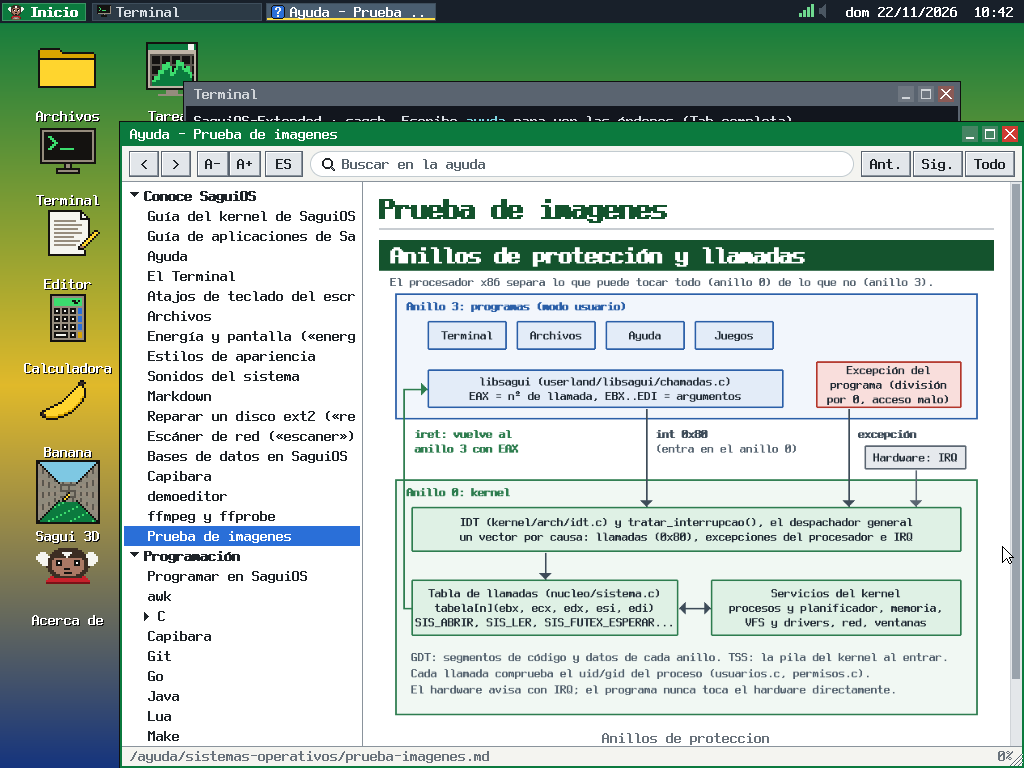 Inicio
Terminal
Ayuda - Prueba ..
dom 22/11/2026
10:42
Archivos
Terminal
Editor
Calculadora
Banana
Sagui 3D
Acerca de
Terminal
Ayuda - Prueba de imagenes
<
>
A-
A+
ES
Buscar en la ayuda
Ant.
Sig.
Todo
Conoce SaguiOS
Guía del kernel de SaguiOS
Guía de aplicaciones de Sa
Ayuda
El Terminal
Atajos de teclado del escr
Archivos
Energía y pantalla («energ
Estilos de apariencia
Sonidos del sistema
Markdown
Reparar un disco ext2 («re
Escáner de red («escaner»)
Bases de datos en SaguiOS
Capibara
demoeditor
ffmpeg y ffprobe
Prueba de imagenes
Programación
Programar en SaguiOS
awk
C
Capibara
Git
Go
Java
Lua
Make
Prueba de imagenes
Anillos de protección y llamadas
El procesador x86 separa lo que puede tocar todo (anillo 0) de lo que no (anillo 3).
Anillo 3: programas (modo usuario)
Terminal
Archivos
Ayuda
Juegos
libsagui (userland/libsagui/chamadas.c)
EAX = nº de llamada, EBX..EDI = argumentos
Excepción del
programa (división
por 0, acceso malo)
iret: vuelve al
anillo 3 con EAX
int 0x80
(entra en el anillo 0)
excepción
Hardware: IRQ
Anillo 0: kernel
IDT (kernel/arch/idt.c) y tratar_interrupcao(), el despachador general
un vector por causa: llamadas (0x80), excepciones del procesador e IRQ
Tabla de llamadas (nucleo/sistema.c)
tabela[n](ebx, ecx, edx, esi, edi)
SIS_ABRIR, SIS_LER, SIS_FUTEX_ESPERAR...
Servicios del kernel
procesos y planificador, memoria,
VFS y drivers, red, ventanas
GDT: segmentos de código y datos de cada anillo. TSS: la pila del kernel al entrar.
Cada llamada comprueba el uid/gid del proceso (usuarios.c, permisos.c).
El hardware avisa con IRQ; el programa nunca toca el hardware directamente.
Anillos de proteccion
/ayuda/sistemas-operativos/prueba-imagenes.md
0%